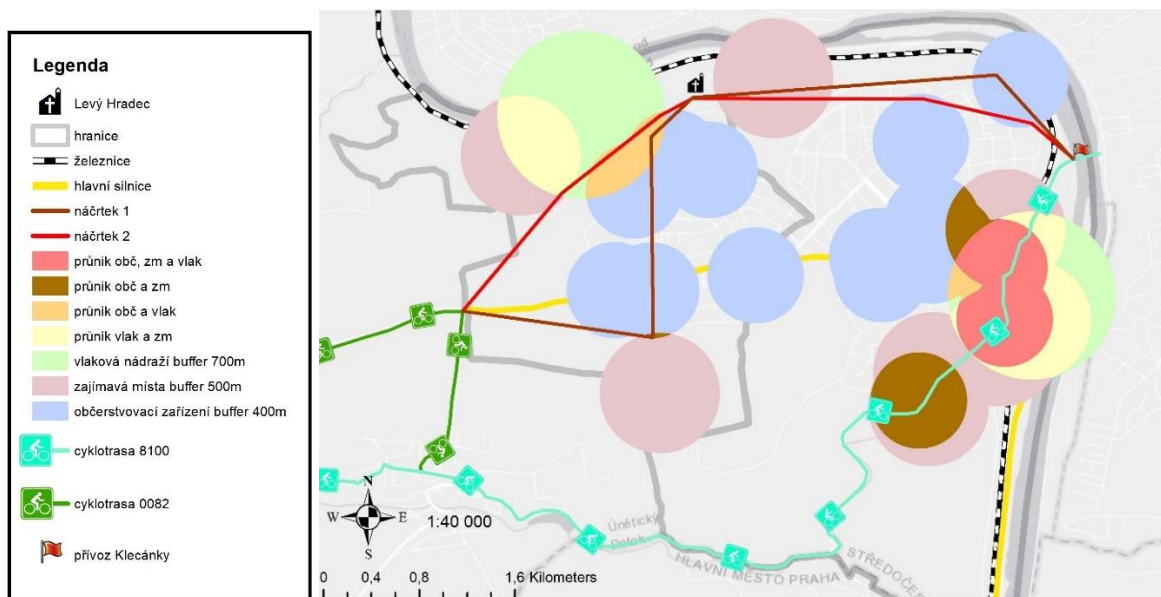 Legenda
Levý Hradec
hranice
železnice
hlavní silnice
náčrtek 1
náčrtek 2
průnik obč, zm a vlak
průnik obč a zm
průnik obč a vlak
průnik vlak a zm
vlaková nádraží buffer 700m
zajímavá místa buffer 500m
občerstvovací zařízení buffer 400m
cyklotrasa 8100
cyklotrasa 0082
přívoz Klecánky
N
W
E
S
1:40 000
0
0,4
0,8
1,6 Kilometers
Únětický
Potok
HLAVNÍ MĚSTO PRAHA
STŘEDOČES